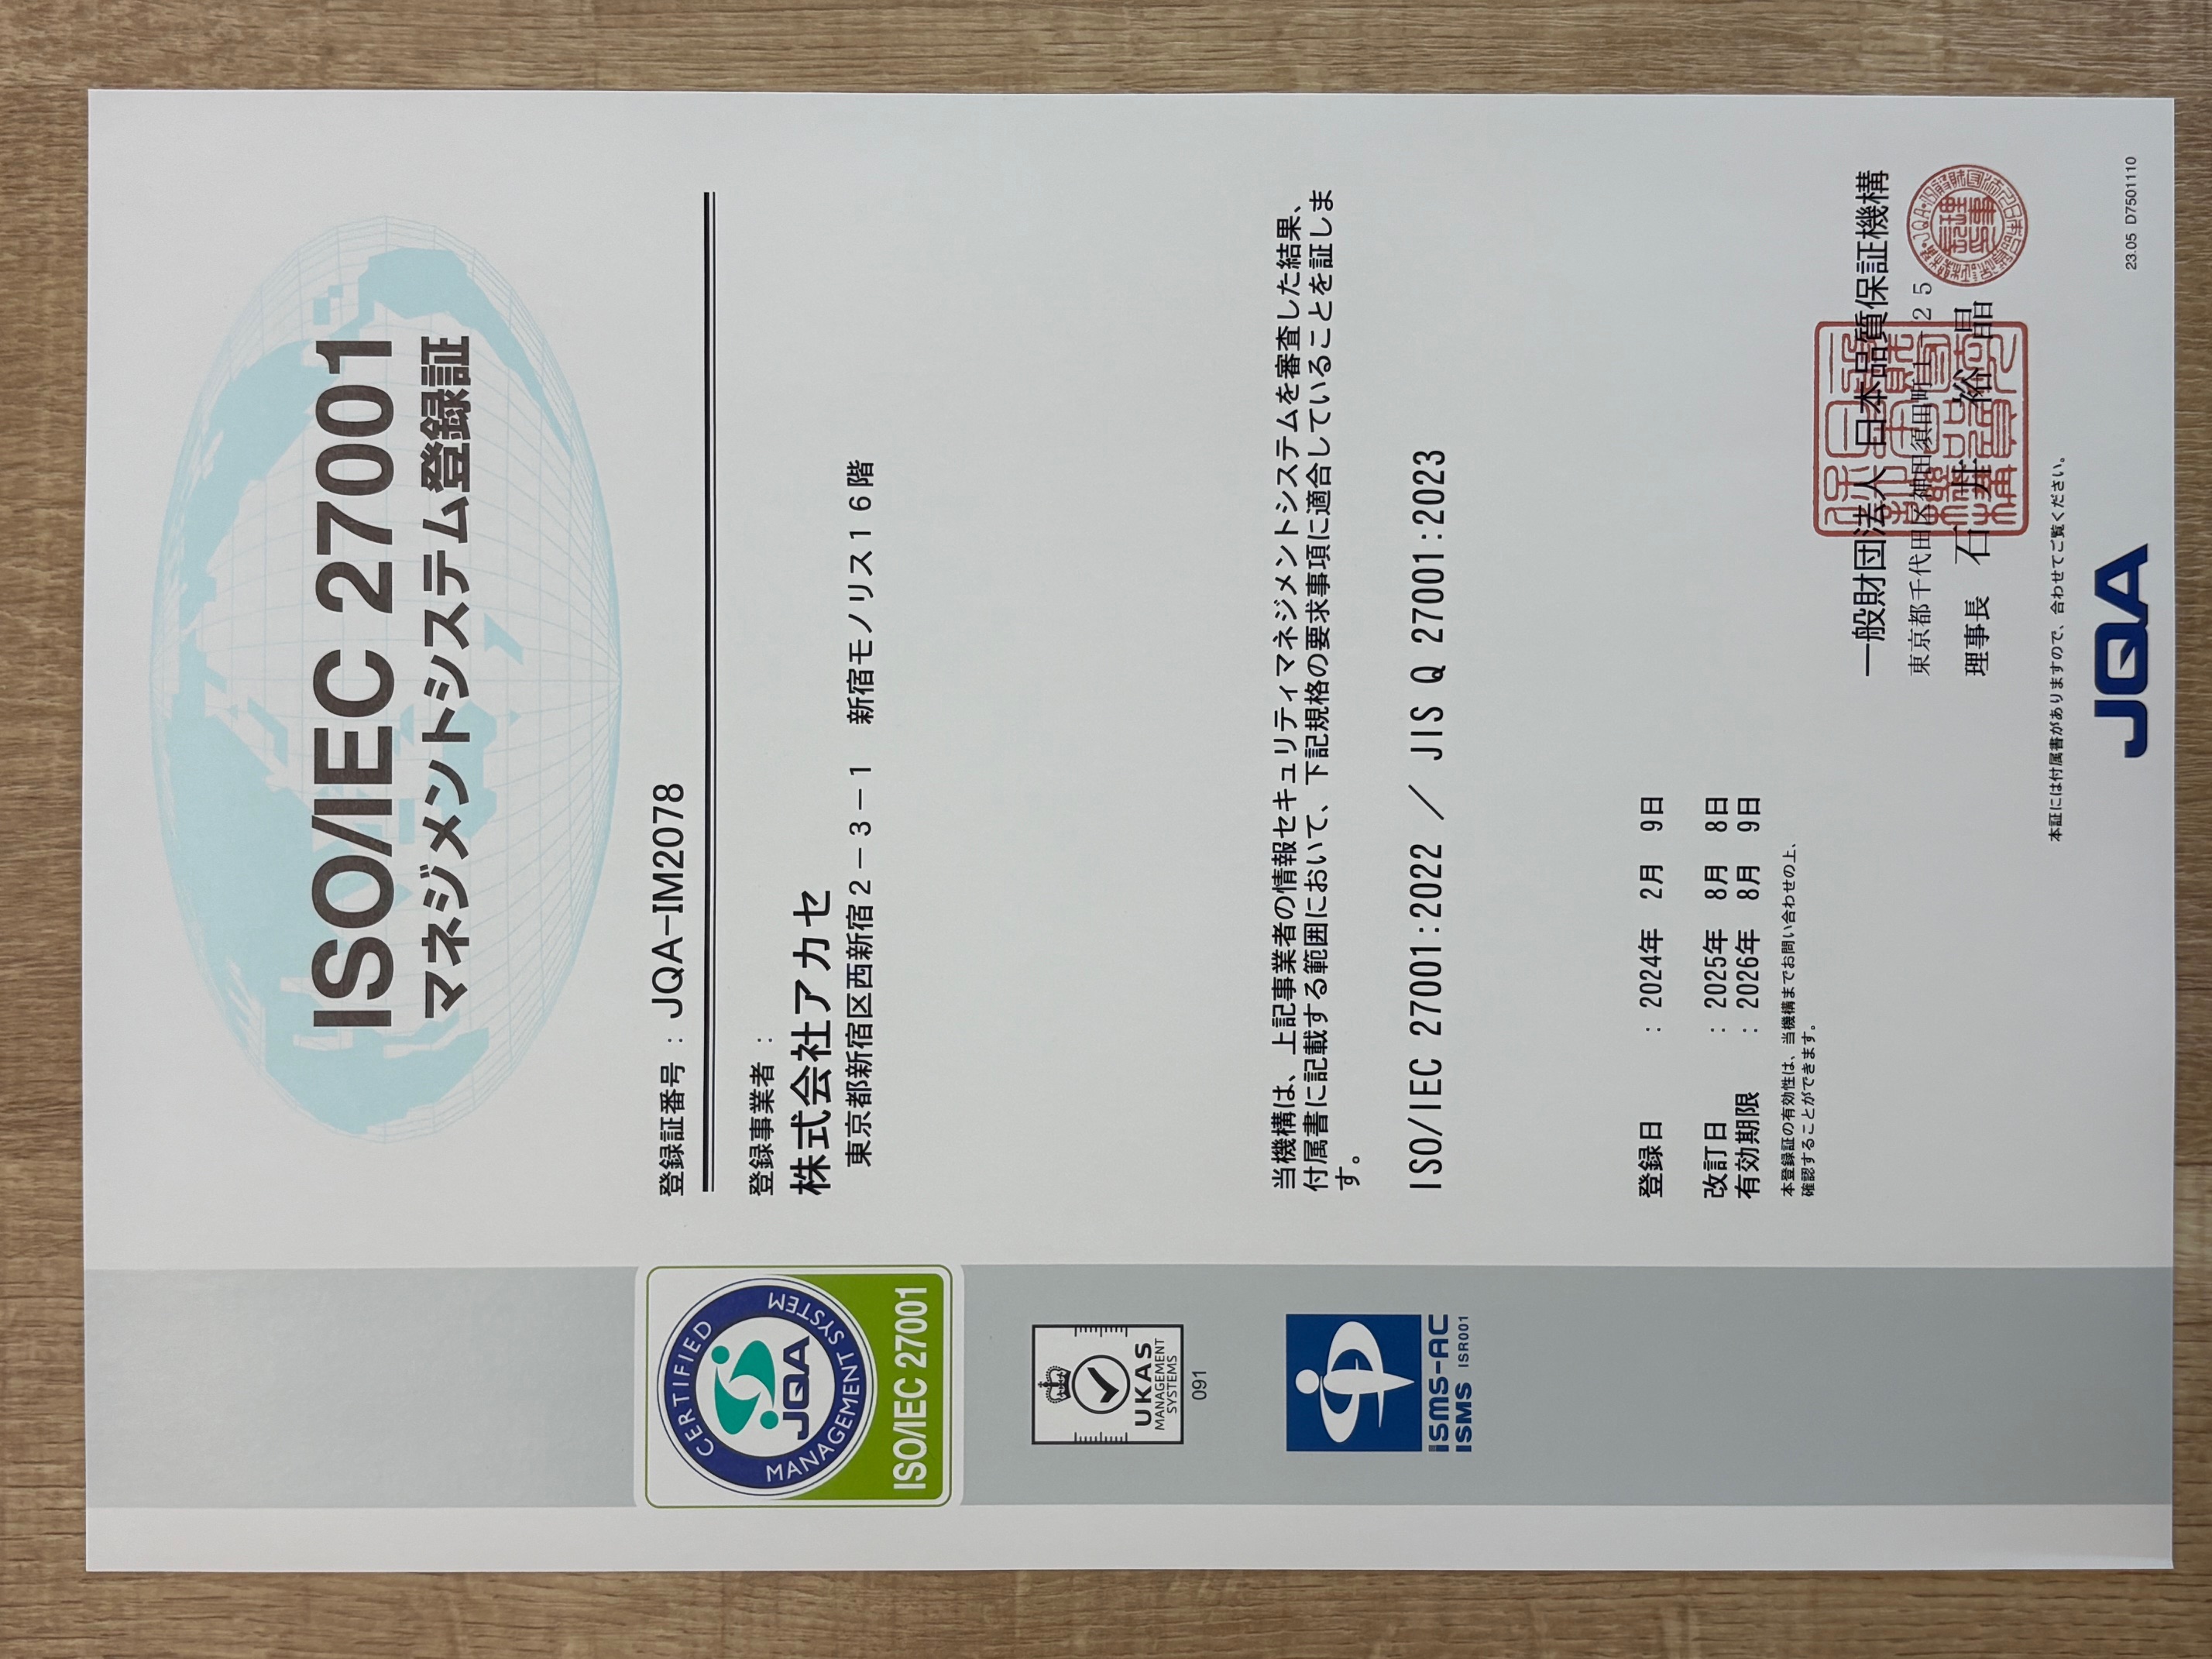 ISO/IEC 27001
マネジメントシステム登録証
登録証番号 : JQA-IM2078
登録事業者 :
株式会社アカセ
東京都新宿区西新宿2-3-1 新宿モノリス16階
当機構は、上記事業者の情報セキュリティマネジメントシステムを審査した結果、
付属書に記載する範囲において、下記規格の要求事項に適合していることを証しま
す。
ISO/IEC 27001:2022 / JIS Q 27001:2023
登録日 : 2024年 2月 9日
改訂日 : 2025年 8月 8日
有効期限 : 2026年 8月 9日
本登録証の有効性は、当機構までお問い合わせの上、
確認することができます。
一般財団法人 日本品質保証機構
東京都千代田区神田須田町1-25
理事長 石井 裕晶
本証には付属書がありますので、合わせてご覧ください。
JQA
23.05 D7501110
CERTIFIED
JQA
MANAGEMENT SYSTEM
ISO/IEC 27001
UKAS
MANAGEMENT
SYSTEMS
091
ISMS-AC
ISMS ISR001